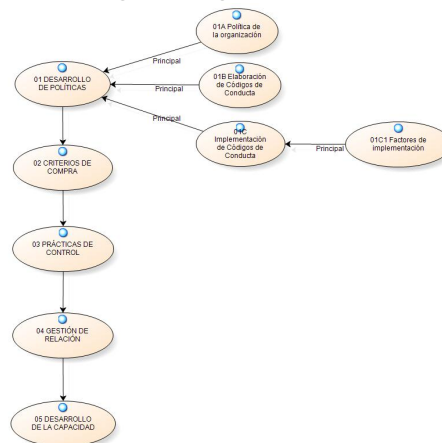 01A Política de
la organización
Principal
01 DESARROLLO
DE POLÍTICAS
01B Elaboración
de Códigos de
Conducta
Principal
Principal
01C
Implementación
de Códigos de
Conducta
Principal
01C1 Factores de
implementación
02 CRITERIOS DE
COMPRA
03 PRÁCTICAS DE
CONTROL
04 GESTIÓN DE
RELACIÓN
05 DESARROLLO
DE LA CAPACIDAD